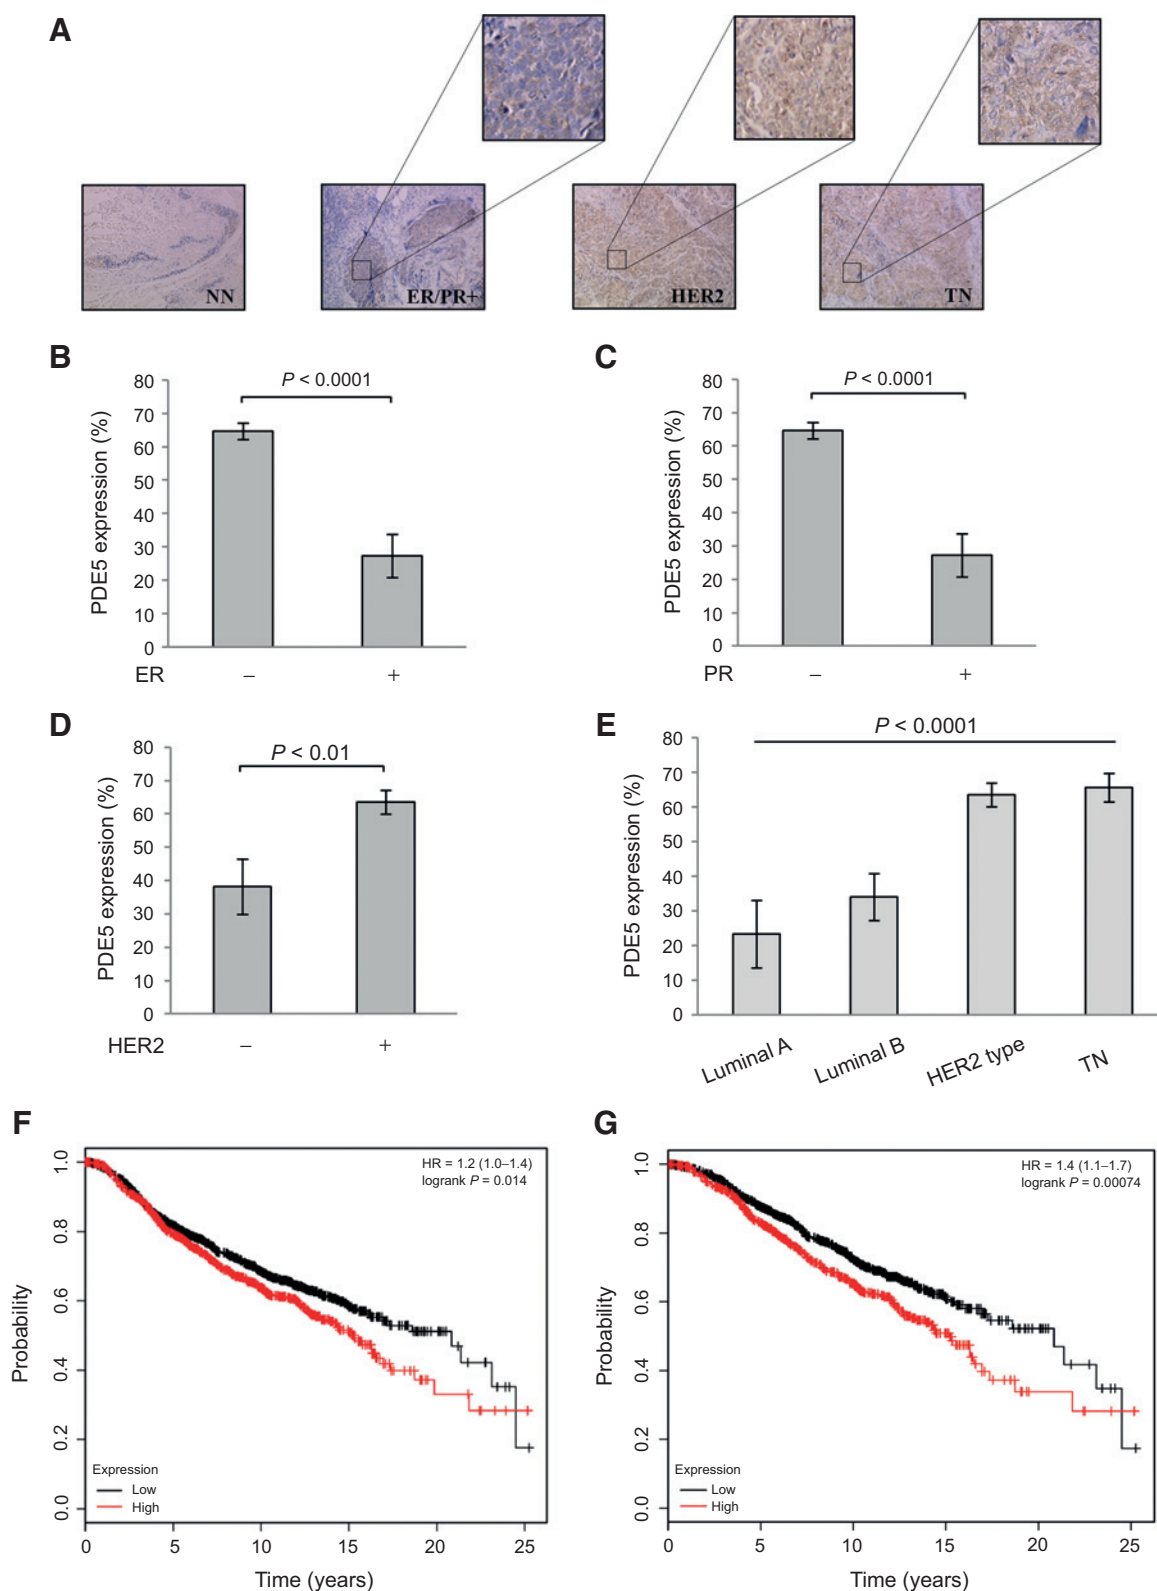 A
NN
ER/PR+
HER2
TN
B
P < 0.0001
PDE5 expression (%)
80
70
60
50
40
30
20
10
0
ER
–
+
C
P < 0.0001
PDE5 expression (%)
80
70
60
50
40
30
20
10
0
PR
–
+
D
P < 0.01
PDE5 expression (%)
80
70
60
50
40
30
20
10
0
HER2
–
+
E
P < 0.0001
PDE5 expression (%)
80
70
60
50
40
30
20
10
0
Luminal A
Luminal B
HER2 type
TN
F
HR = 1.2 (1.0–1.4)
logrank P = 0.014
Probability
1.0
0.8
0.6
0.4
0.2
0.0
Expression
Low
High
0 5 10 15 20 25
Time (years)
G
HR = 1.4 (1.1–1.7)
logrank P = 0.00074
Probability
1.0
0.8
0.6
0.4
0.2
0.0
Expression
Low
High
0 5 10 15 20 25
Time (years)